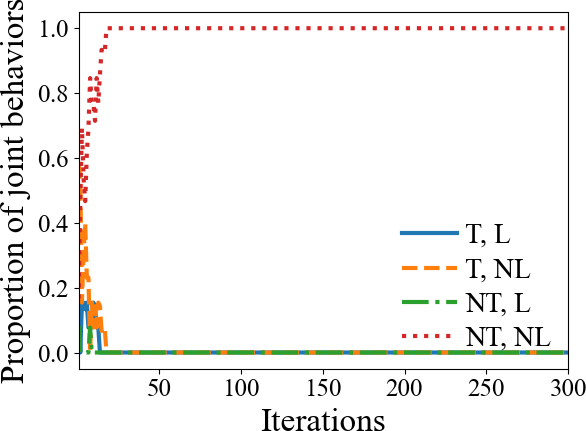 Proportion of joint behaviors
1.0
0.8
0.6
0.4
0.2
0.0
T, L
T, NL
NT, L
NT, NL
50
100
150
200
250
300
Iterations